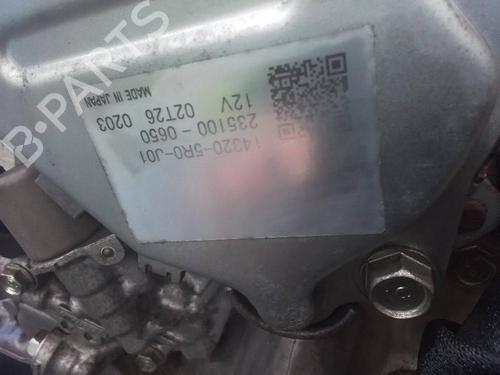 14320-5R0-J01
235100-0650
12V 02T26 0203
MADE IN JAPAN
B-PARTS